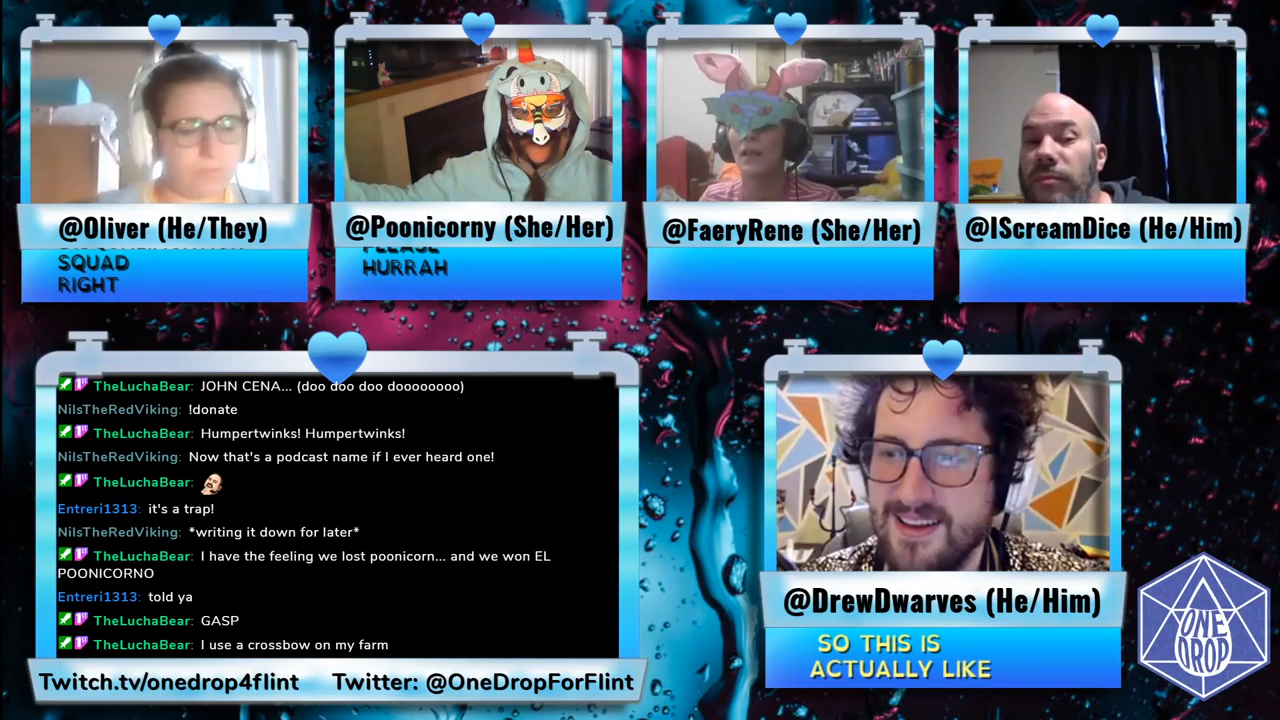 @Oliver (He/They)
SQUAD
RIGHT
@Poonicorny (She/Her)
PLEASE
HURRAH
@FaeryRene (She/Her)
@IScreamDice (He/Him)
TheLuchaBear: JOHN CENA... (doo doo doo doooooooo)
NilsTheRedViking: !donate
TheLuchaBear: Humpertwinks! Humpertwinks!
NilsTheRedViking: Now that's a podcast name if I ever heard one!
TheLuchaBear:
Entreri1313: it's a trap!
NilsTheRedViking: *writing it down for later*
TheLuchaBear: I have the feeling we lost poonicorn... and we won EL
POONICORNO
Entreri1313: told ya
TheLuchaBear: GASP
TheLuchaBear: I use a crossbow on my farm
Twitch.tv/onedrop4flint Twitter: @OneDropForFlint
@DrewDwarves (He/Him)
SO THIS IS
ACTUALLY LIKE
ONE
DROP